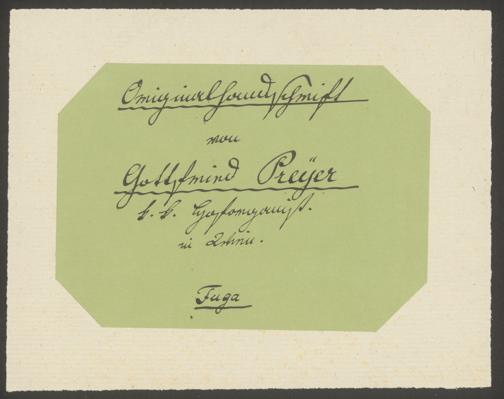 Originalhandschrift
von
Gottfried Preÿer
k. k. Hoforganist.
in Wien.
Fuga